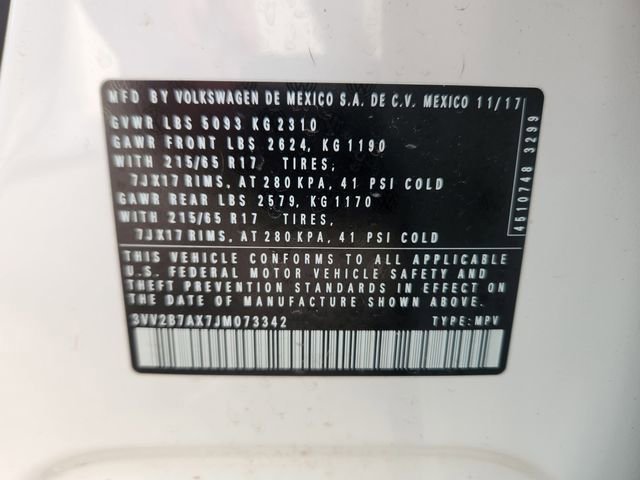 MFD BY VOLKSWAGEN DE MEXICO S.A. DE C.V. MEXICO 11/17
GVWR LBS 5093 KG 2310
GAWR FRONT LBS 2624, KG 1190
WITH 215/65 R17 TIRES,
7JX17 RIMS, AT 280 KPA, 41 PSI COLD
GAWR REAR LBS 2579, KG 1170
WITH 215/65 R17 TIRES,
7JX17 RIMS, AT 280 KPA, 41 PSI COLD
THIS VEHICLE CONFORMS TO ALL APPLICABLE
U.S. FEDERAL MOTOR VEHICLE SAFETY AND
THEFT PREVENTION STANDARDS IN EFFECT ON
THE DATE OF MANUFACTURE SHOWN ABOVE.
3VV2B7AX7JM073342 TYPE: MPV
4510748 3299